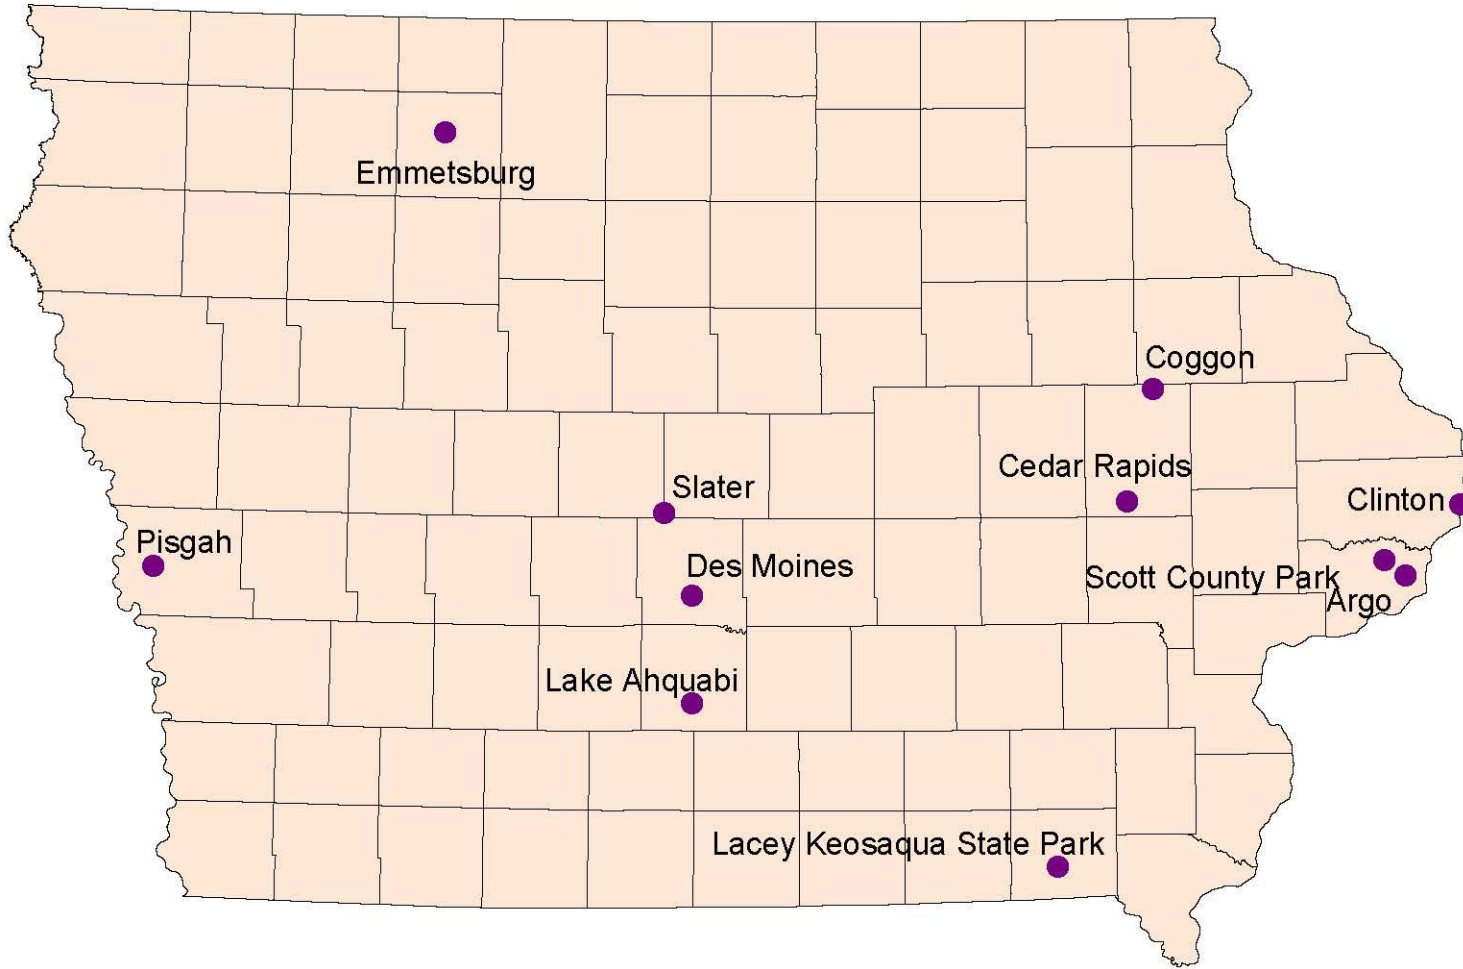 Emmetsburg
Coggon
Cedar Rapids
Slater
Clinton
Pisgah
Des Moines
Scott County Park
Argo
Lake Ahquabi
Lacey Keosaqua State Park